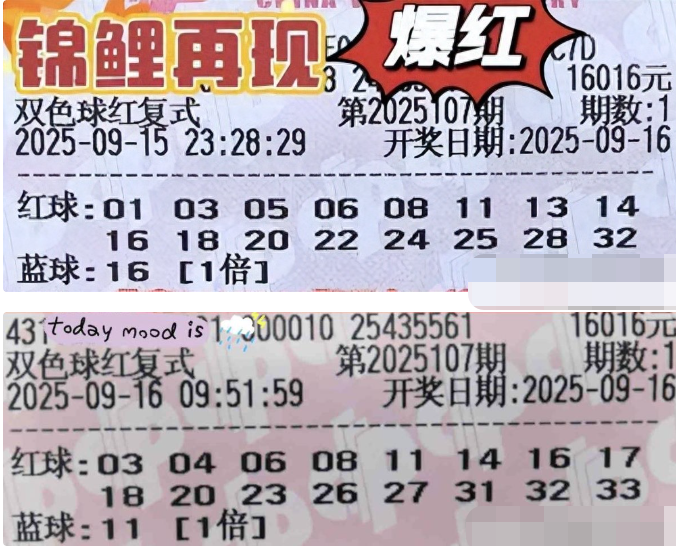 锦鲤再现
爆红
C7D
16016元
双色球红复式 第2025107期 期数:1
2025-09-15 23:28:29 开奖日期:2025-09-16
红球:01 03 05 06 08 11 13 14
16 18 20 22 24 25 28 32
蓝球:16 [1倍]
today mood is
000010 25435561 16016元
双色球红复式 第2025107期 期数:1
2025-09-16 09:51:59 开奖日期:2025-09-16
红球:03 04 06 08 11 14 16 17
18 20 23 26 27 31 32 33
蓝球:11 [1倍]